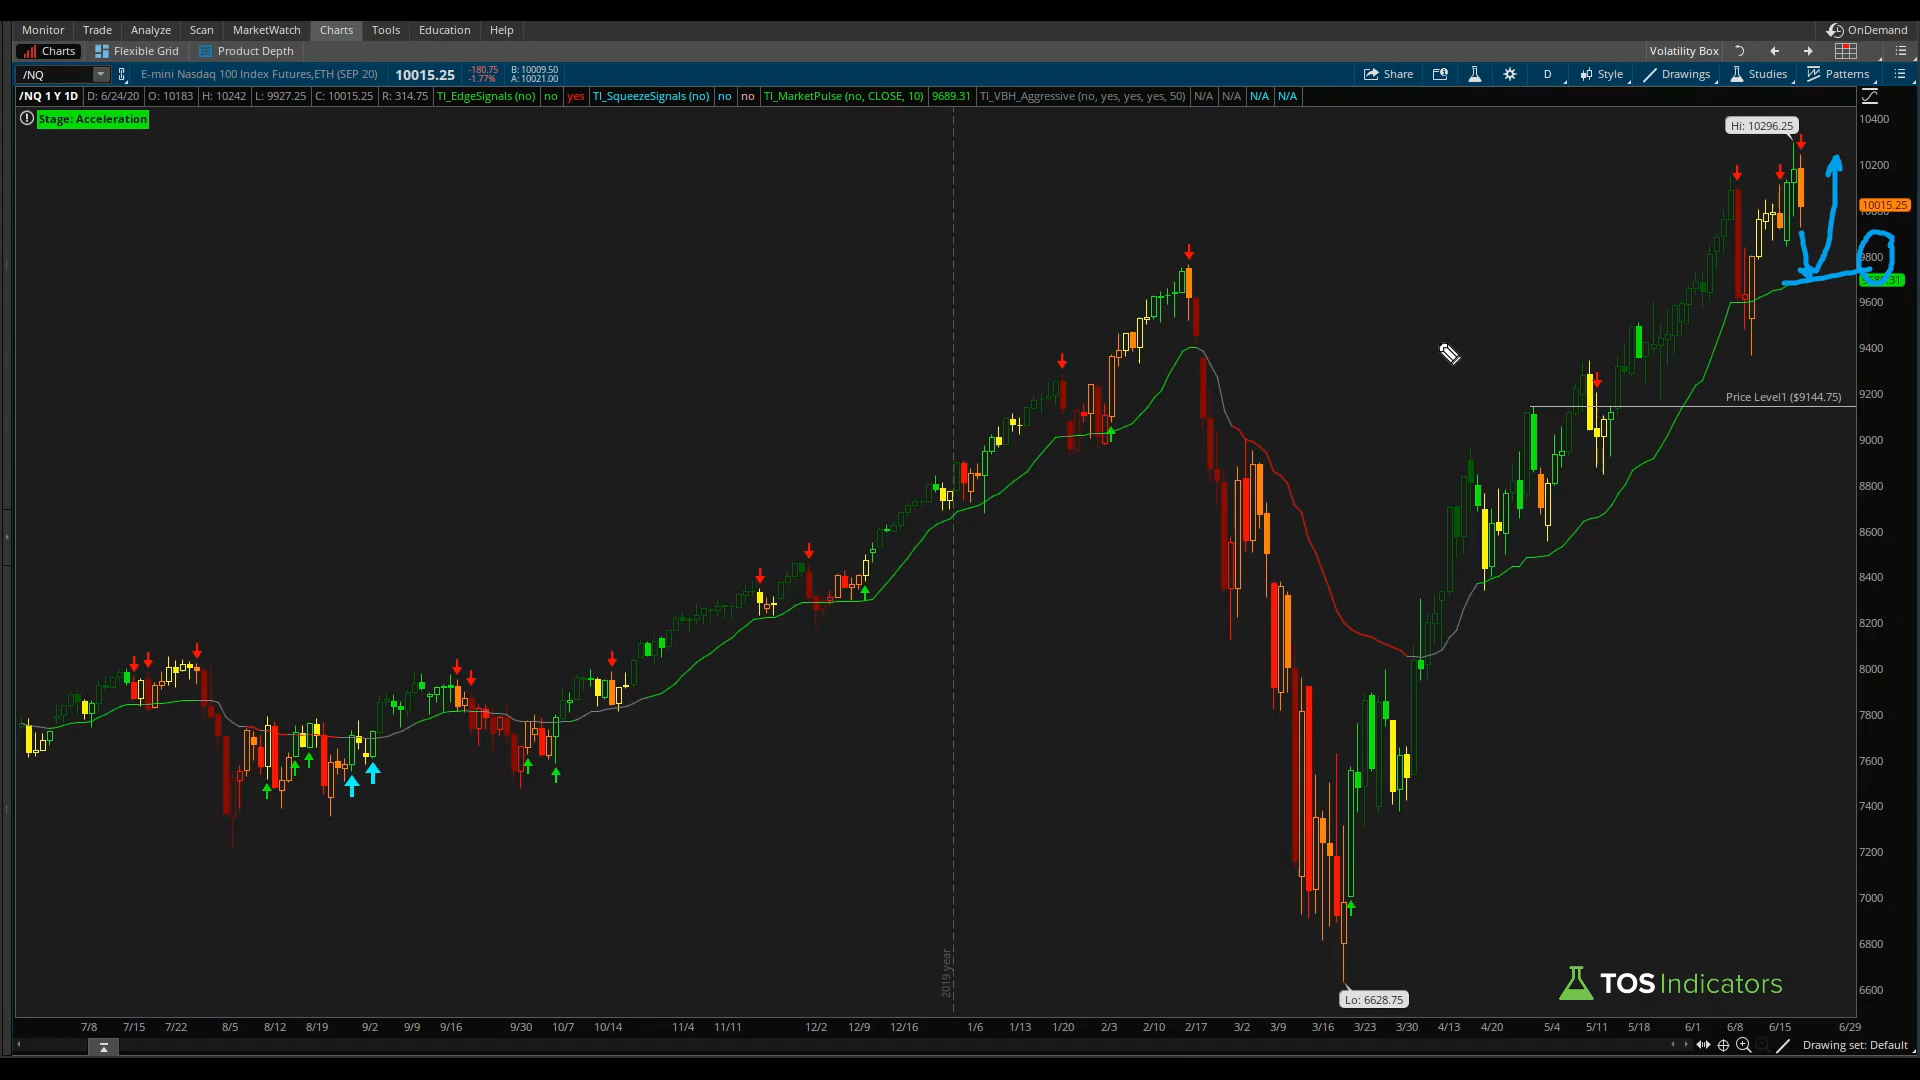 Monitor Trade Analyze Scan MarketWatch Charts Tools Education Help OnDemand
Charts Flexible Grid Product Depth Volatility Box
/NQ E-mini Nasdaq 100 Index Futures,ETH (SEP 20) 10015.25 -180.75 -1.77% B: 10009.50 A: 10021.00 Share D Style Drawings Studies Patterns
/NQ 1 Y 1D D: 6/24/20 O: 10183 H: 10242 L: 9927.25 C: 10015.25 R: 314.75 TI_EdgeSignals (no) no yes TI_SqueezeSignals (no) no no TI_MarketPulse (no, CLOSE, 10) 9689.31 TI_VBH_Aggressive (no, yes, yes, yes, 50) N/A N/A N/A N/A
Stage: Acceleration
Hi: 10296.25
10400
10200
10015.25
10000
9800
9600
9400
Price Level1 ($9144.75)
9200
9000
8800
8600
8400
8200
8000
7800
7600
7400
7200
7000
6800
6600
2019 year
Lo: 6628.75
TOS Indicators
7/8 7/15 7/22 8/5 8/12 8/19 9/2 9/9 9/16 9/30 10/7 10/14 11/4 11/11 12/2 12/9 12/16 1/6 1/13 1/20 2/3 2/10 2/17 3/2 3/9 3/16 3/23 3/30 4/13 4/20 5/4 5/11 5/18 6/1 6/8 6/15 6/29
Drawing set: Default